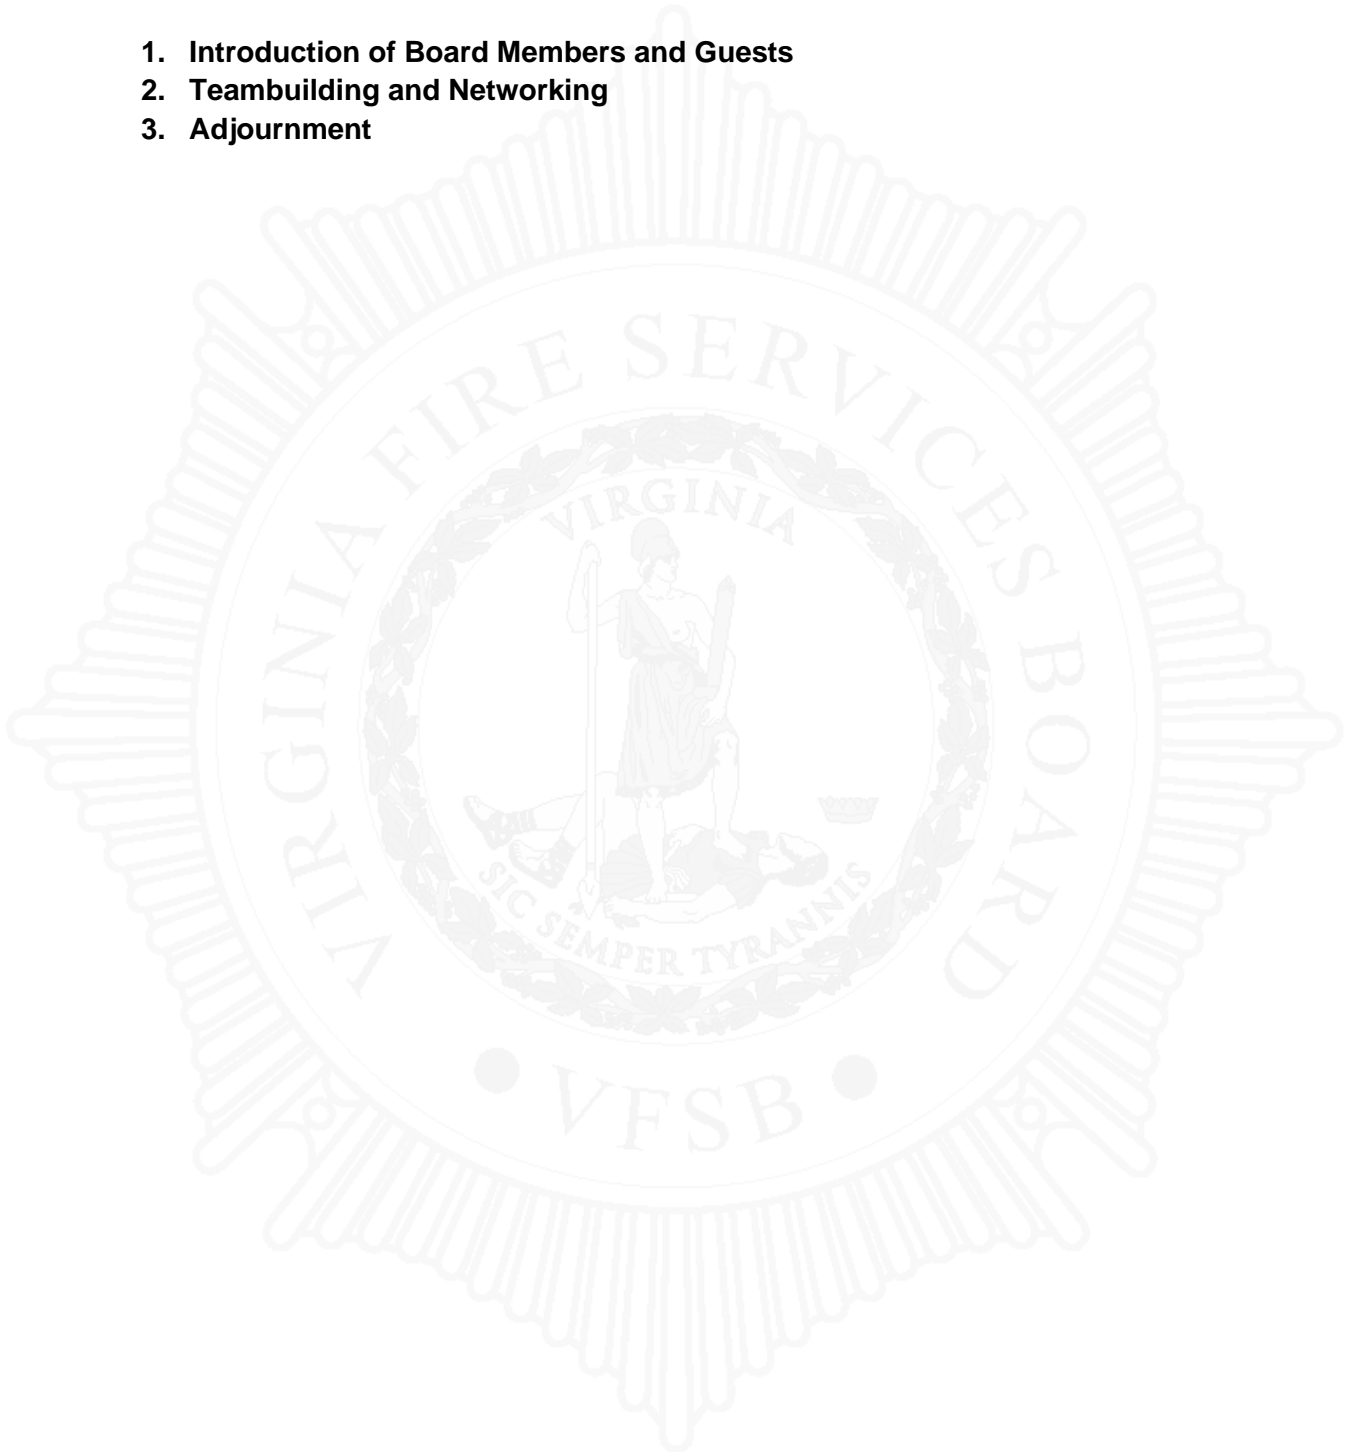 1. Introduction of Board Members and Guests
2. Teambuilding and Networking
3. Adjournment
VIRGINIA FIRE SERVICES BOARD
VIRGINIA
SIC SEMPER TYRANNIS
• VFSB •